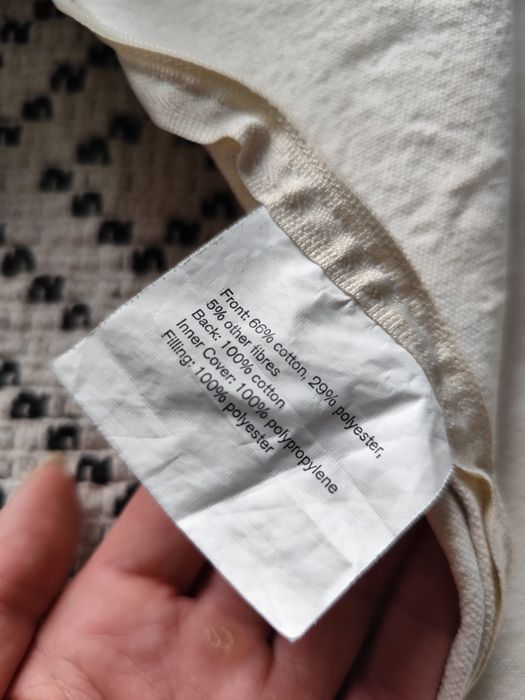 Front: 66% cotton, 29% polyester,
5% other fibres
Back: 100% cotton
Inner Cover: 100% polypropylene
Filling: 100% polyester